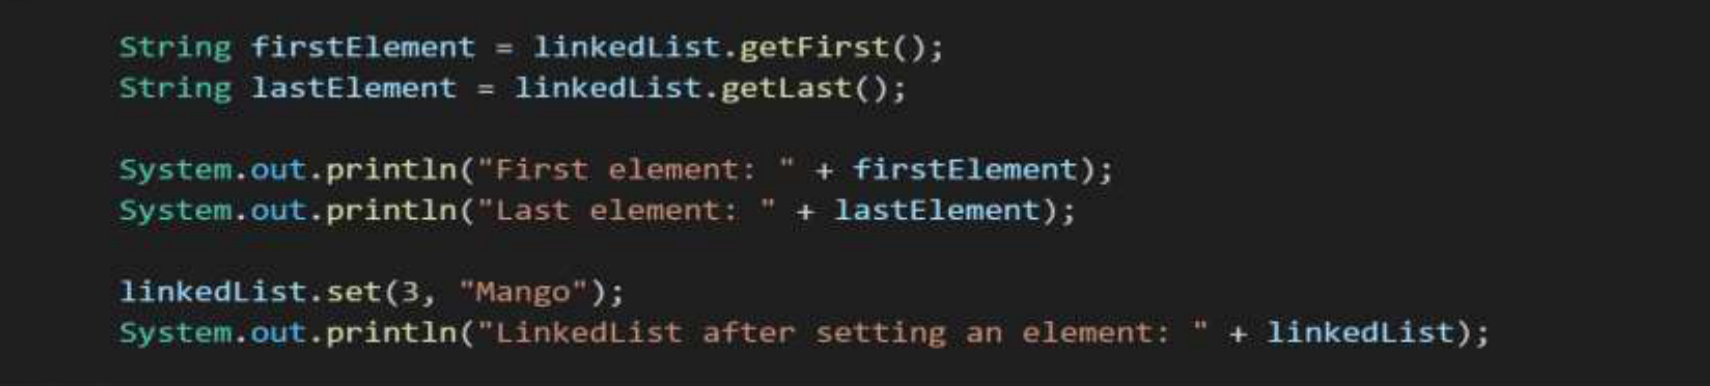 String firstElement = linkedList.getFirst();
String lastElement = linkedList.getLast();
System.out.println("First element: " + firstElement);
System.out.println("Last element: " + lastElement);
linkedList.set(3, "Mango");
System.out.println("LinkedList after setting an element: " + linkedList);